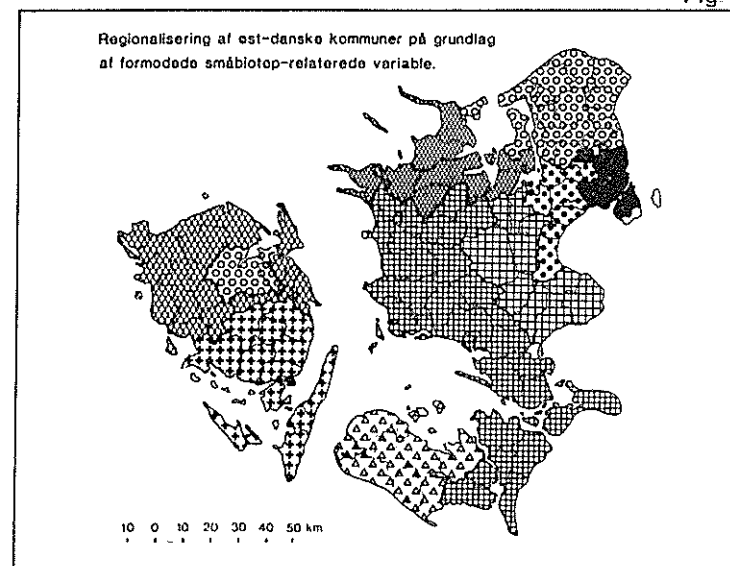 Fig
Regionalisering af øst-danske kommuner på grundlag
af formodede småbiotop-relaterede variable.
10 0 10 20 30 40 50 km